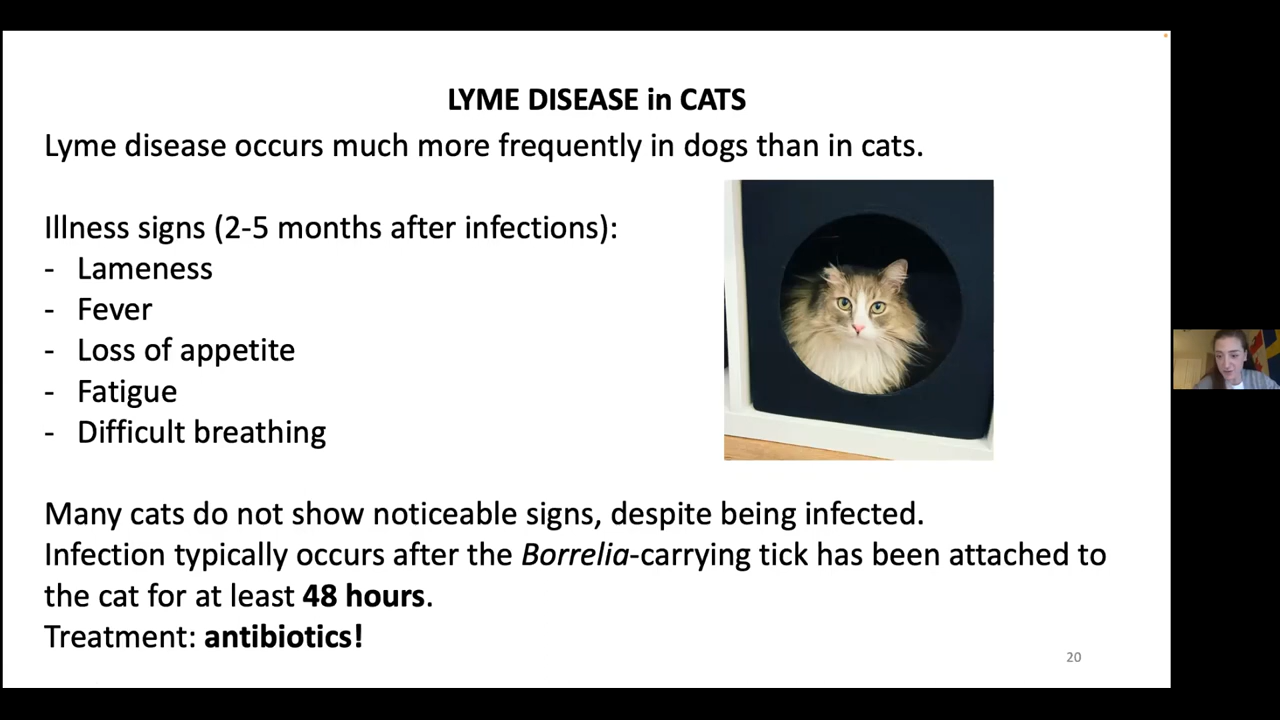 LYME DISEASE in CATS
Lyme disease occurs much more frequently in dogs than in cats.
Illness signs (2-5 months after infections):
- Lameness
- Fever
- Loss of appetite
- Fatigue
- Difficult breathing
Many cats do not show noticeable signs, despite being infected.
Infection typically occurs after the Borrelia-carrying tick has been attached to
the cat for at least 48 hours.
Treatment: antibiotics!
20